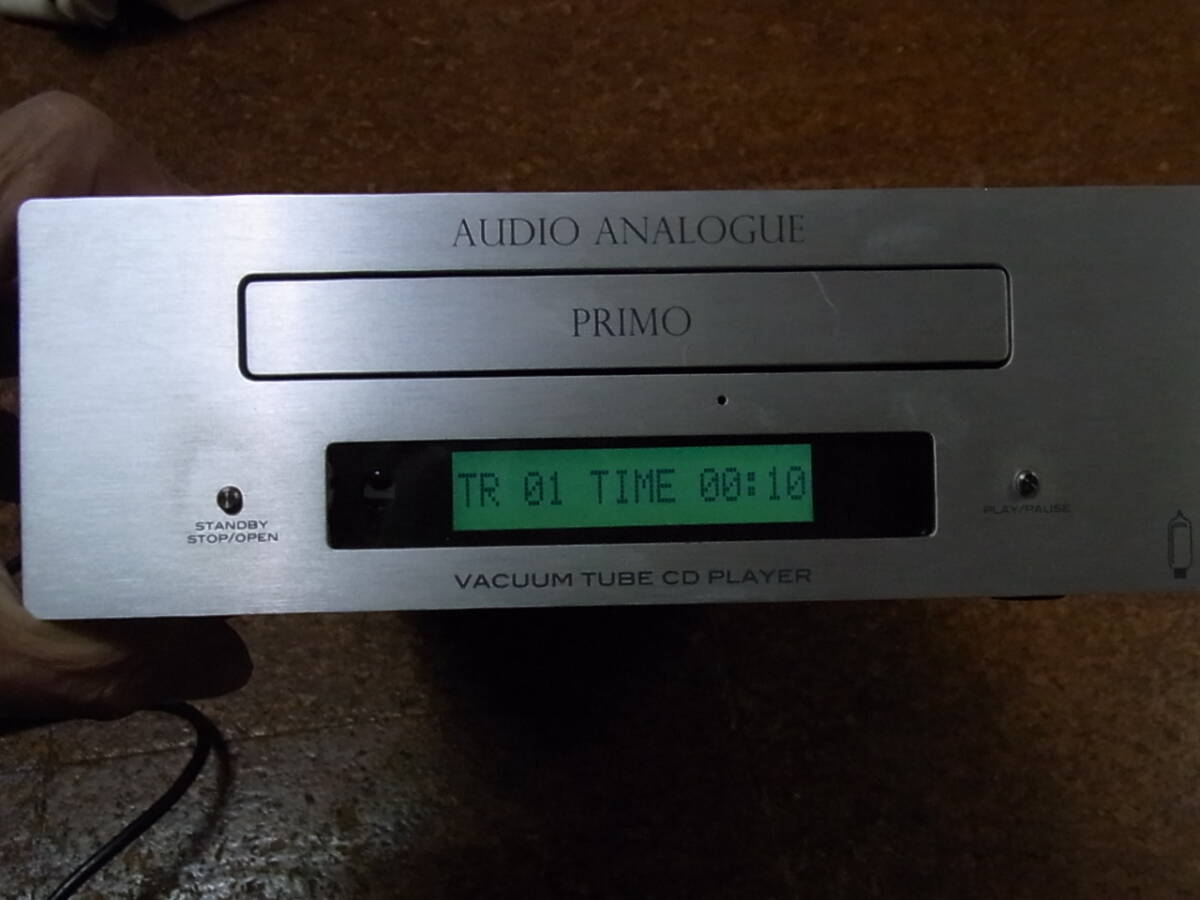 AUDIO ANALOGUE
PRIMO
TR 01 TIME 00:10
STANDBY
STOP/OPEN
PLAY/PAUSE
VACUUM TUBE CD PLAYER